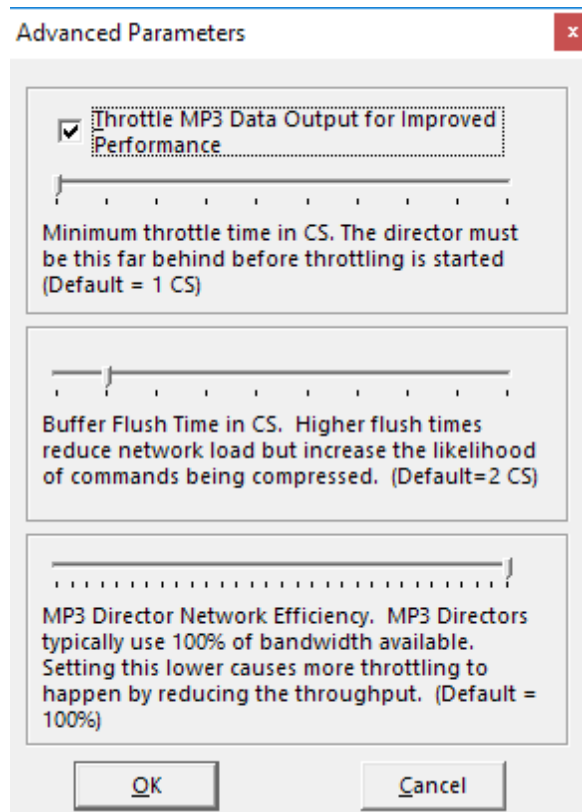 Advanced Parameters
x
Throttle MP3 Data Output for Improved
Performance
Minimum throttle time in CS. The director must
be this far behind before throttling is started
(Default = 1 CS)
Buffer Flush Time in CS.  Higher flush times
reduce network load but increase the likelihood
of commands being compressed.  (Default=2 CS)
MP3 Director Network Efficiency.  MP3 Directors
typically use 100% of bandwidth available.
Setting this lower causes more throttling to
happen by reducing the throughput.  (Default =
100%)
OK
Cancel